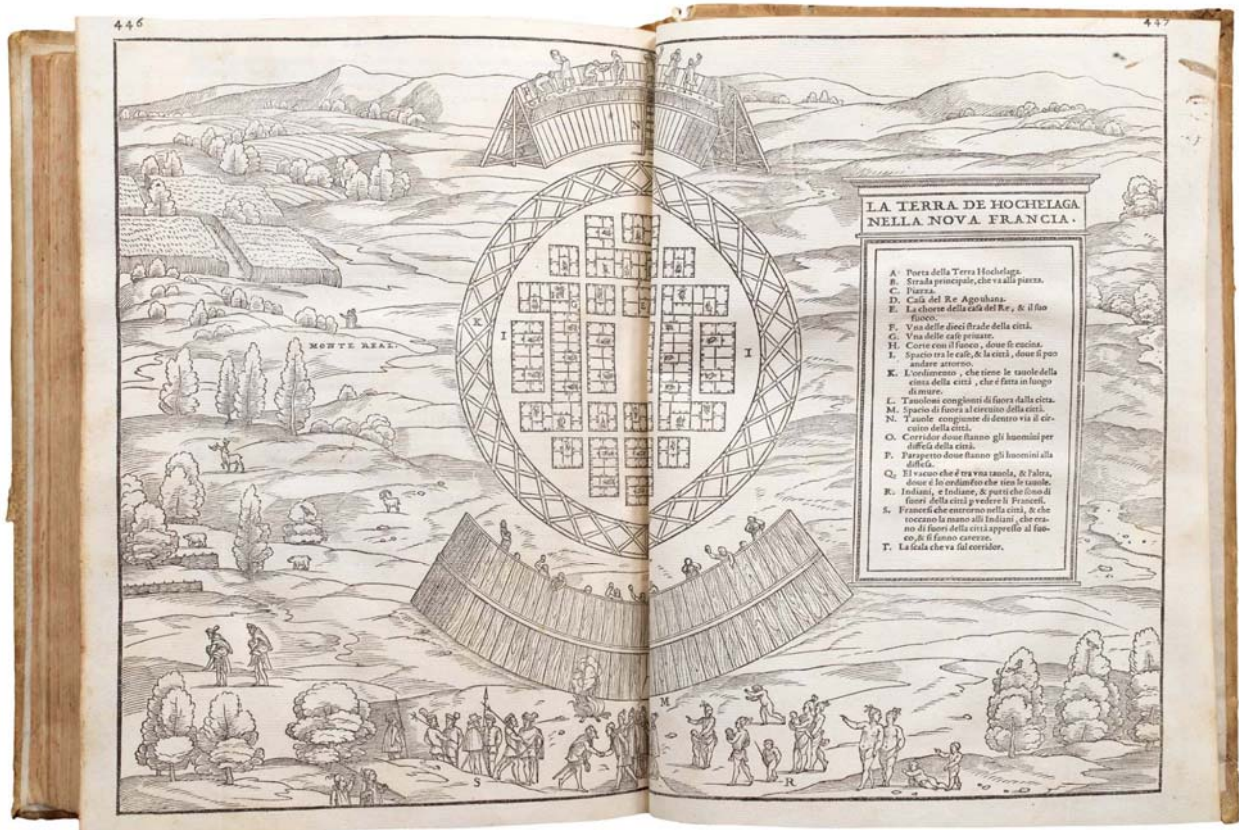 446
447
N
LA TERRA DE HOCHELAGA
NELLA NOVA FRANCIA.
A. Porta della Terra Hochelaga.
B. Strada principale, che va alla piazza.
C. Piazza.
D. Casa del Re Agouhana.
E. La chorte della casa del Re, & il suo
fuoco.
F. Vna delle dieci strade della città.
G. Vna delle case priuate.
H. Corte con il fuoco, doue se cucina.
I. Spacio tra le case, & la città, doue si puo
andare attorno.
K. L'ordimento, che tiene le tauole della
cinta della città, che é fatta in luogo
di mure.
L. Tauoloni congionti di fuora dalla citta.
M. Spacio di fuora al circuito della città.
N. Tauole congiunte di dentro via il cir-
cuito della città.
O. Corridor doue stanno gli huomini per
diffesa della città.
P. Parapetto doue stanno gli huomini alla
diffesa.
Q. El vacuo che é tra vna tauola, & l'altra,
doue é lo ordimẽto che tien le tauole.
R. Indiani, e Indiane, & putti che sono di
fuori della città p vedere li Francesi.
S. Francesi che entrorno nella città, & che
toccano la mano alli Indiani, che era-
no di fuori della città appresso al fuo-
co, & si fanno carezze.
T. La scala che va sul corridor.
K
I
I
MONTE REAL.
M
S
R